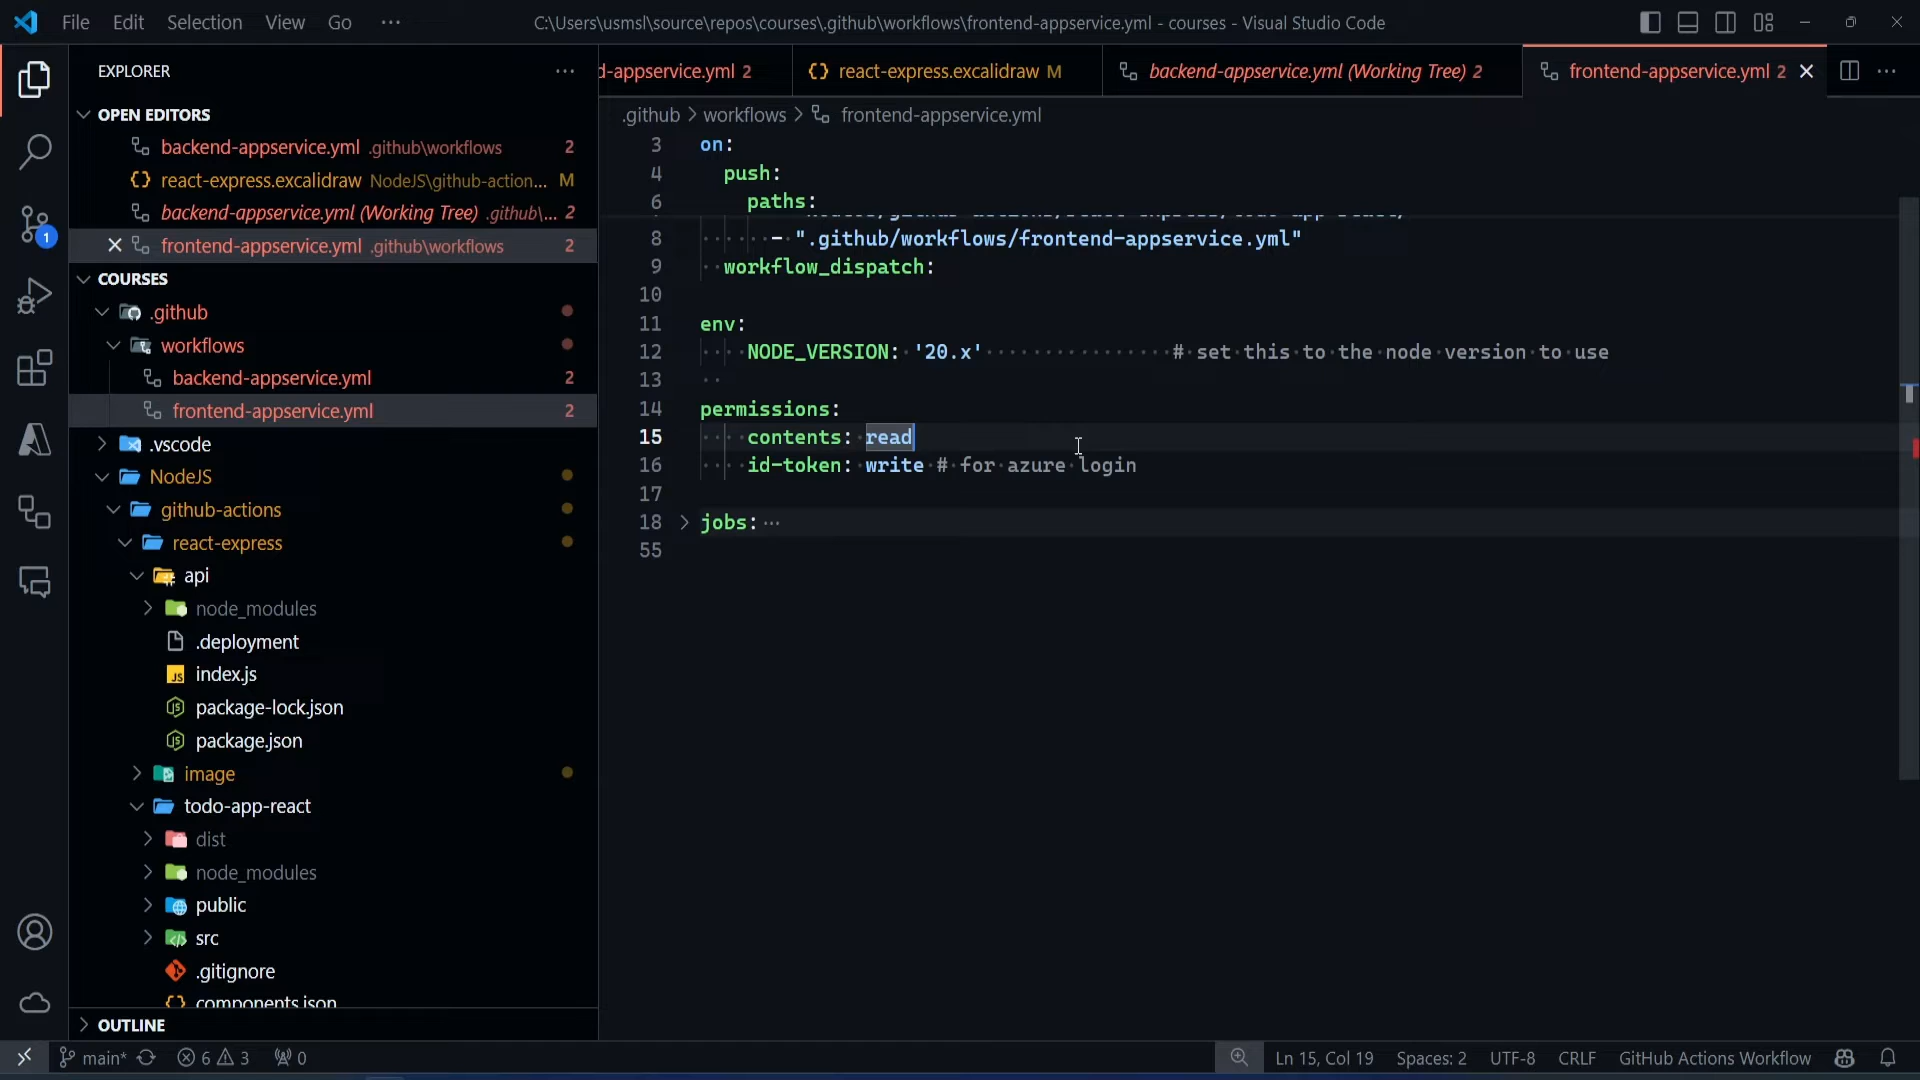 File Edit Selection View Go ···
C:\Users\usmsl\source\repos\courses\.github\workflows\frontend-appservice.yml - courses - Visual Studio Code
EXPLORER
OPEN EDITORS
backend-appservice.yml .github\workflows 2
react-express.excalidraw NodeJS\github-action... M
backend-appservice.yml (Working Tree) .github\... 2
frontend-appservice.yml .github\workflows 2
COURSES
.github
workflows
backend-appservice.yml 2
frontend-appservice.yml 2
.vscode
NodeJS
github-actions
react-express
api
node_modules
.deployment
index.js
package-lock.json
package.json
image
todo-app-react
dist
node_modules
public
src
.gitignore
components.json
OUTLINE
1
d-appservice.yml 2
react-express.excalidraw M
backend-appservice.yml (Working Tree) 2
frontend-appservice.yml 2
.github > workflows > frontend-appservice.yml
3 on:
4 push:
6 paths:
8 - ".github/workflows/frontend-appservice.yml"
9 workflow_dispatch:
10
11 env:
12 NODE_VERSION: '20.x' # set this to the node version to use
13
14 permissions:
15 contents: read
16 id-token: write # for azure login
17
18 jobs: ···
55
main* 6 3 0
Ln 15, Col 19 Spaces: 2 UTF-8 CRLF GitHub Actions Workflow